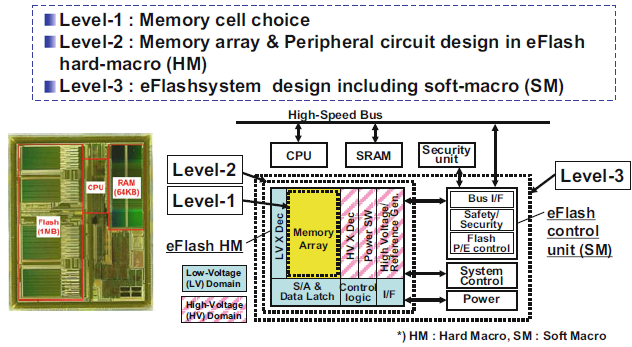 Level-1 : Memory cell choice
Level-2 : Memory array & Peripheral circuit design in eFlash
hard-macro (HM)
Level-3 : eFlashsystem design including soft-macro (SM)
High-Speed Bus
CPU
SRAM
Security
unit
Level-2
Level-1
Level-3
CPU
RAM
(64KB)
Flash
(1MB)
eFlash HM
LV X Dec
Memory
Array
HV X Dec
Power SW
High Voltage/
Reference Gen.
S/A &
Data Latch
Control
logic
I/F
Bus I/F
Safety/
Security
Flash
P/E control
eFlash
control
unit (SM)
System
Control
Power
Low-Voltage
(LV) Domain
High-Voltage
(HV) Domain
*) HM : Hard Macro, SM : Soft Macro